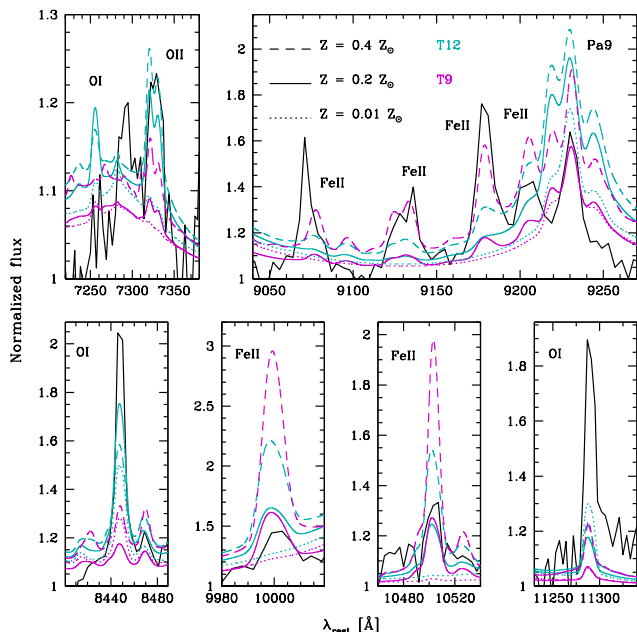 OI
OII
1.3
1.2
1.1
1
7250 7300 7350
Z = 0.4 Z⊙ T12 Pa9
Z = 0.2 Z⊙ T9
Z = 0.01 Z⊙
FeII
FeII
FeII
FeII
2
1.8
1.6
1.4
1.2
1
9050 9100 9150 9200 9250
Normalized flux
OI
2
1.8
1.6
1.4
1.2
1
8440 8480
FeII
3
2.5
2
1.5
1
9980 10000
FeII
2
1.8
1.6
1.4
1.2
1
10480 10520
OI
1.8
1.6
1.4
1.2
1
11250 11300
λrest [Å]